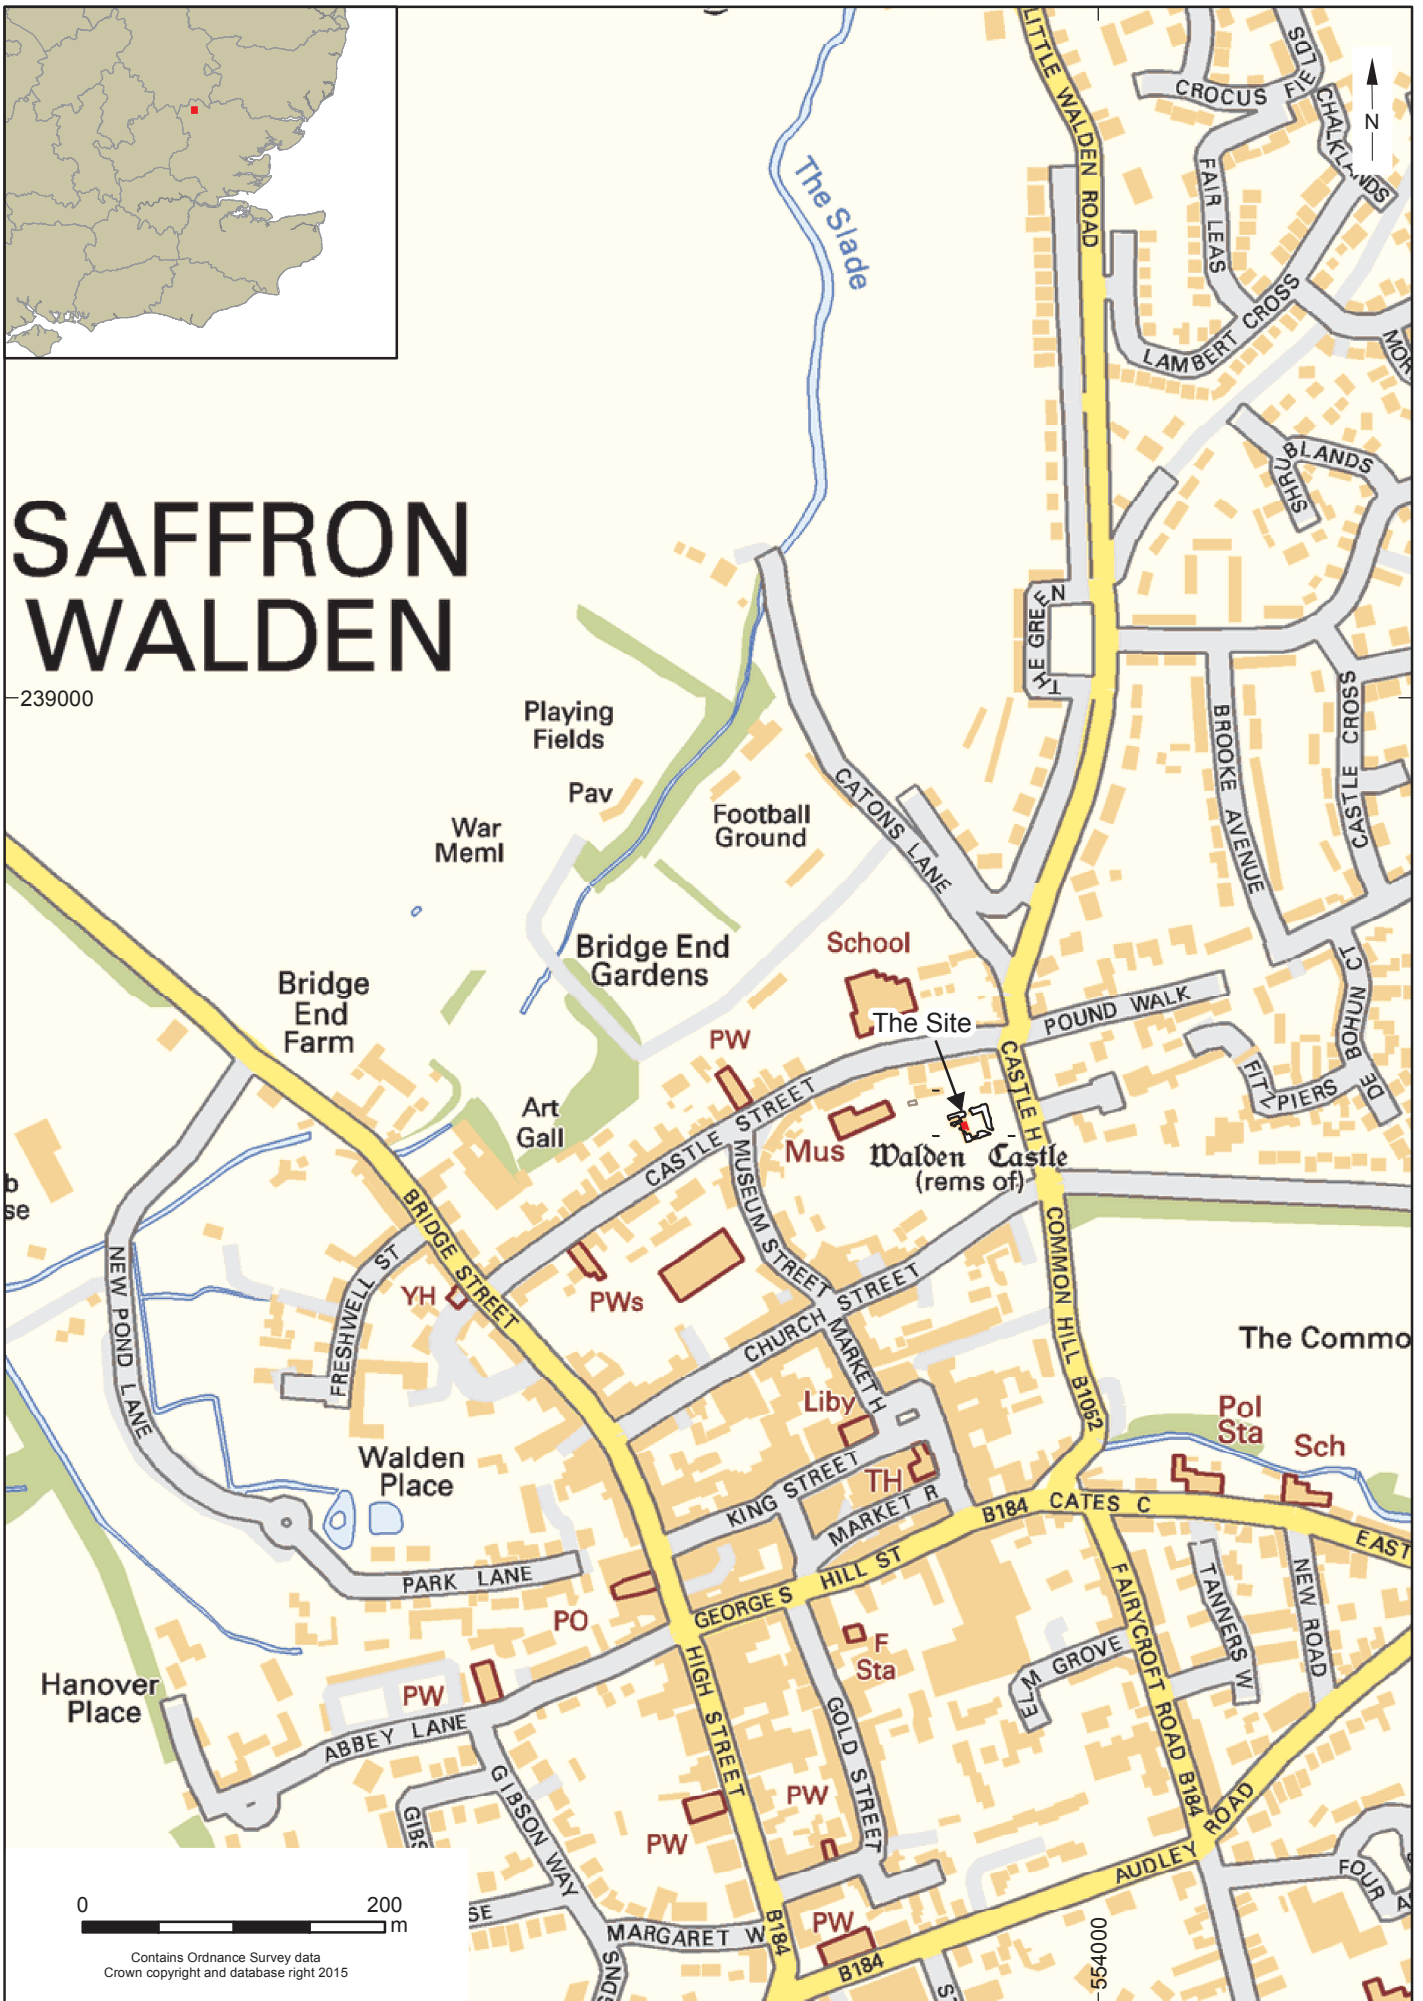 LITTLE WALDEN ROAD
CROCUS FIELDS
CHALKLANDS
N
FAIR LEAS
The Slade
LAMBERT CROSS
MOR
SHRUBLANDS
SAFFRON
WALDEN
THE GREEN
239000
Playing
Fields
BROOKE AVENUE
CASTLE CROSS
Pav
CATONS LANE
Football
Ground
War
Meml
Bridge End
Gardens
School
Bridge
End
Farm
The Site
POUND WALK
DE BOHUN CT
PW
CASTLE H
FITZPIERS
Art
Gall
CASTLE STREET
Mus
Walden Castle
(rems of)
MUSEUM STREET
b
se
BRIDGE STREET
NEW POND LANE
FRESHWELL ST
YH
PWs
CHURCH STREET
COMMON HILL B1052
The Commo
MARKET H
Liby
Pol
Sta
Sch
Walden
Place
KING STREET
TH
MARKET R
B184
CATES C
EAST
PARK LANE
HILL ST
GEORGE S
PO
FAIRYCROFT ROAD B184
TANNERS W
NEW ROAD
F
Sta
ELM GROVE
Hanover
Place
PW
ABBEY LANE
HIGH STREET
GOLD STREET
GIBSON WAY
GIBS
PW
PW
AUDLEY ROAD
FOUR A
0 200
m
SE
MARGARET W
B184
PW
B184
GDNS
S
554000
Contains Ordnance Survey data
Crown copyright and database right 2015